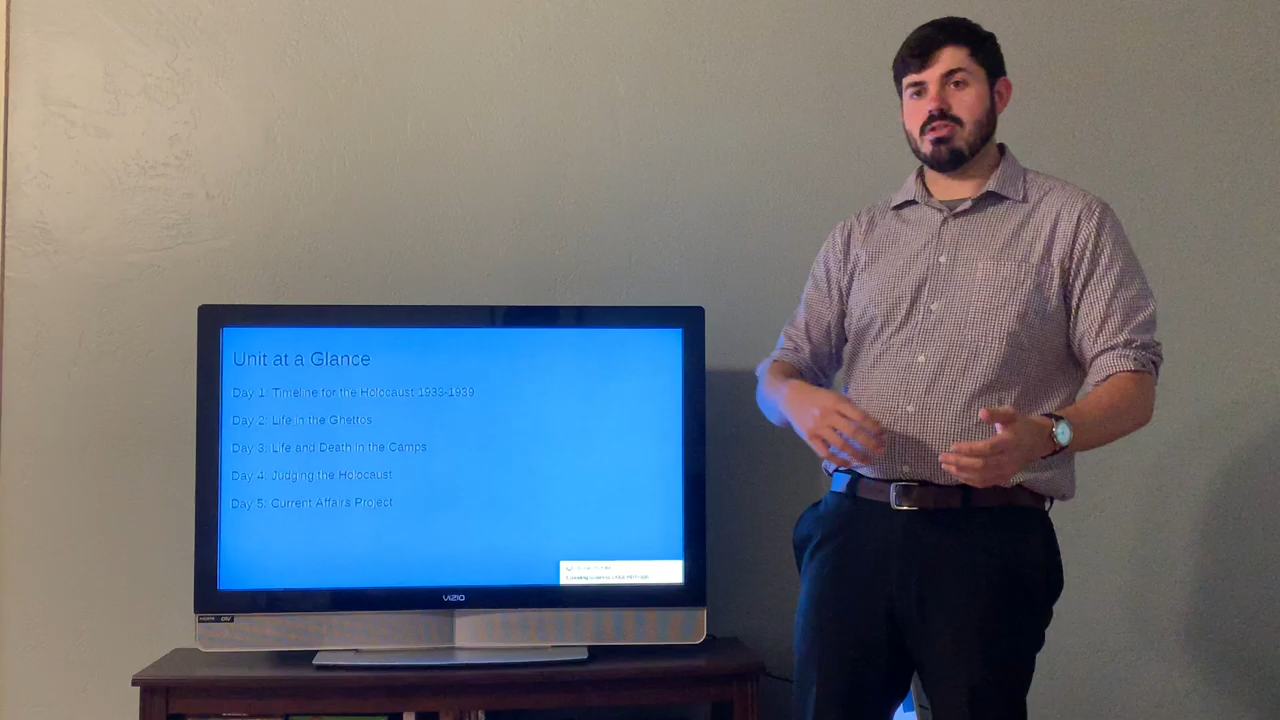 Unit at a Glance
Day 1: Timeline for the Holocaust 1933-1939
Day 2: Life in the Ghettos
Day 3: Life and Death in the Camps
Day 4: Judging the Holocaust
Day 5: Current Affairs Project
VIZIO